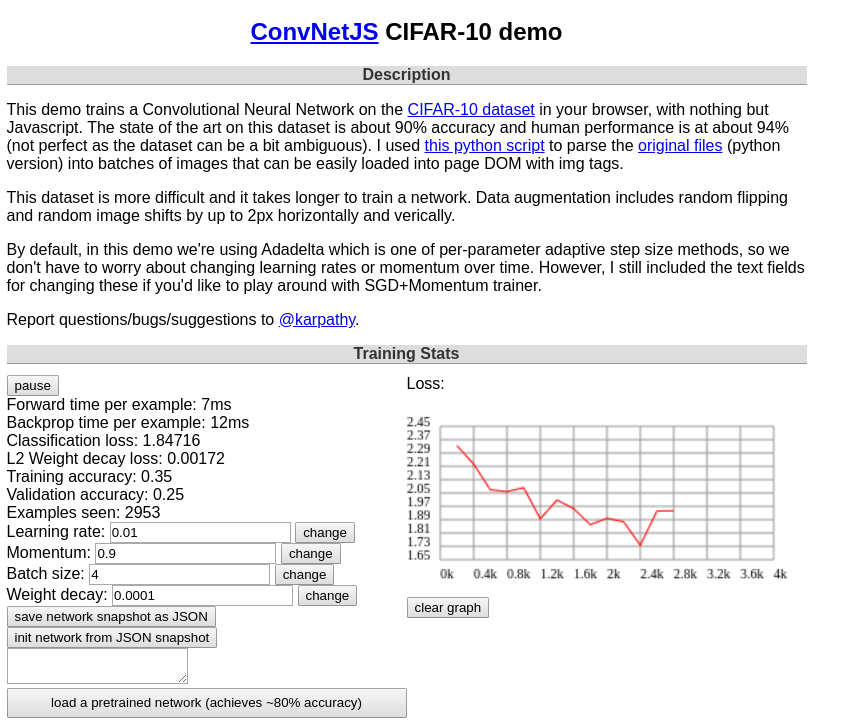 ConvNetJS CIFAR-10 demo
Description
This demo trains a Convolutional Neural Network on the CIFAR-10 dataset in your browser, with nothing but
Javascript. The state of the art on this dataset is about 90% accuracy and human performance is at about 94%
(not perfect as the dataset can be a bit ambiguous). I used this python script to parse the original files (python
version) into batches of images that can be easily loaded into page DOM with img tags.
This dataset is more difficult and it takes longer to train a network. Data augmentation includes random flipping
and random image shifts by up to 2px horizontally and verically.
By default, in this demo we're using Adadelta which is one of per-parameter adaptive step size methods, so we
don't have to worry about changing learning rates or momentum over time. However, I still included the text fields
for changing these if you'd like to play around with SGD+Momentum trainer.
Report questions/bugs/suggestions to @karpathy.
Training Stats
pause
Forward time per example: 7ms
Backprop time per example: 12ms
Classification loss: 1.84716
L2 Weight decay loss: 0.00172
Training accuracy: 0.35
Validation accuracy: 0.25
Examples seen: 2953
Learning rate: 0.01 change
Momentum: 0.9 change
Batch size: 4 change
Weight decay: 0.0001 change
save network snapshot as JSON
init network from JSON snapshot
load a pretrained network (achieves ~80% accuracy)
Loss:
2.45
2.37
2.29
2.21
2.13
2.05
1.97
1.89
1.81
1.73
1.65
0k 0.4k 0.8k 1.2k 1.6k 2k 2.4k 2.8k 3.2k 3.6k 4k
clear graph